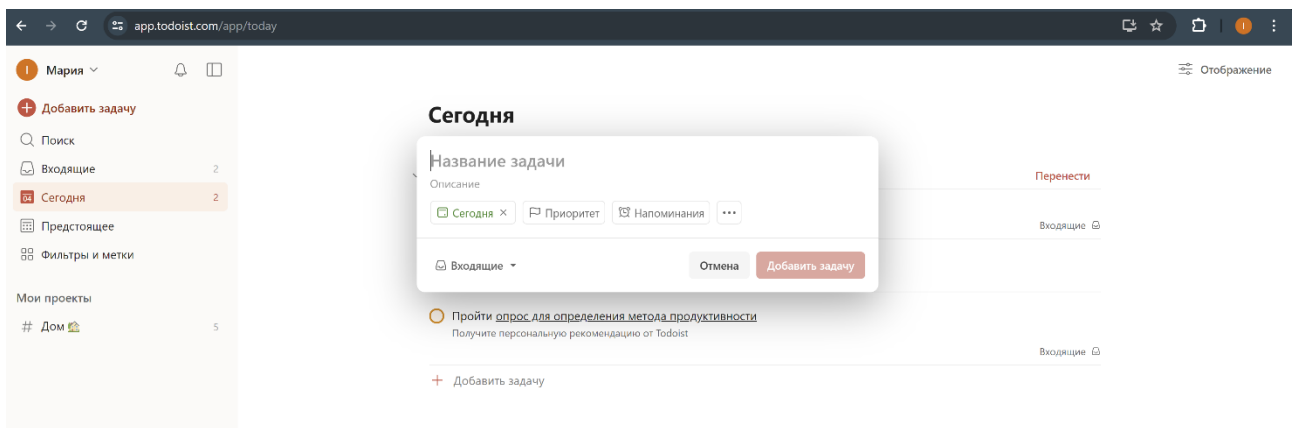 app.todoist.com/app/today
Мария
Добавить задачу
Поиск
Входящие 2
Сегодня 2
Предстоящее
Фильтры и метки
Мои проекты
# Дом 5
Отображение
Сегодня
Название задачи
Описание
Сегодня × Приоритет Напоминания ...
Входящие Отмена Добавить задачу
Перенести
Входящие
Пройти опрос для определения метода продуктивности
Получите персональную рекомендацию от Todoist
Входящие
+ Добавить задачу